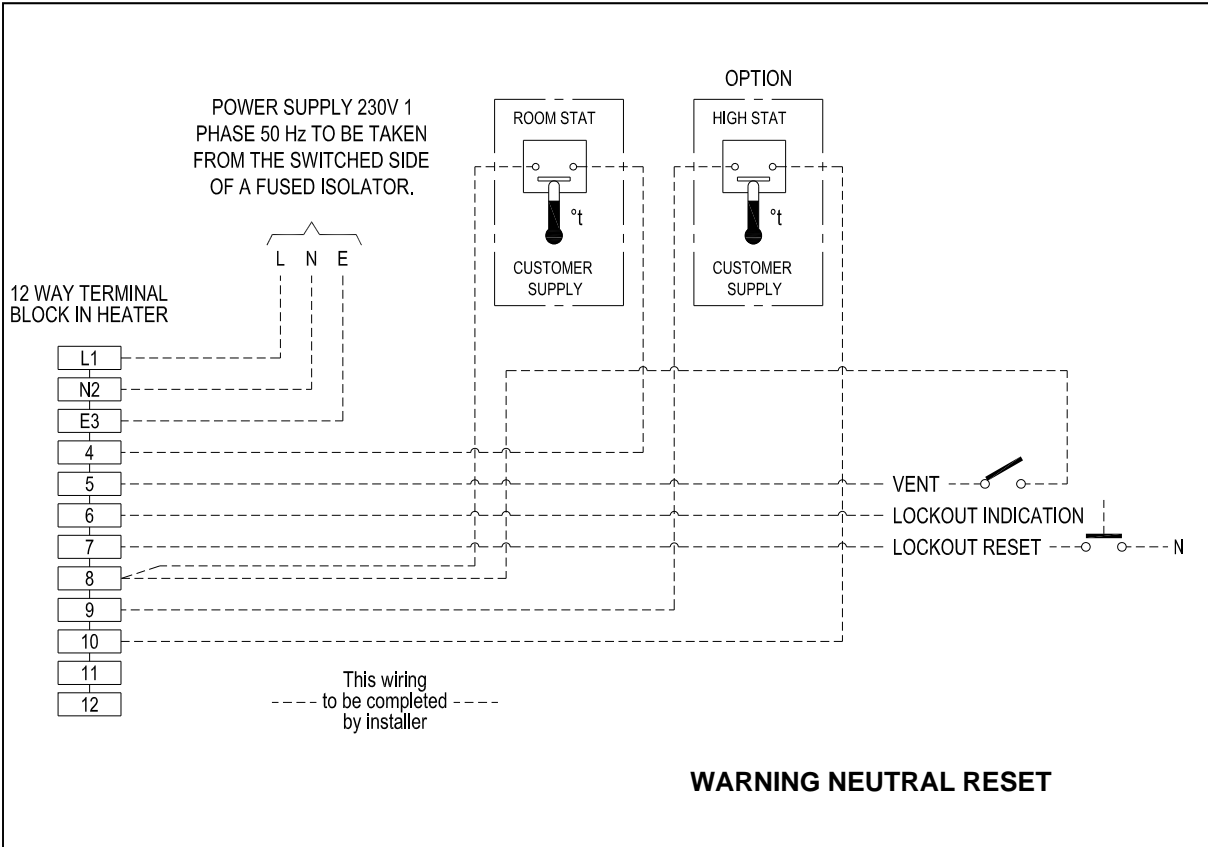 OPTION
POWER SUPPLY 230V 1
PHASE 50 Hz TO BE TAKEN
FROM THE SWITCHED SIDE
OF A FUSED ISOLATOR.
ROOM STAT
HIGH STAT
°t
°t
CUSTOMER
SUPPLY
CUSTOMER
SUPPLY
L N E
12 WAY TERMINAL
BLOCK IN HEATER
L1
N2
E3
4
5
VENT
6
LOCKOUT INDICATION
7
LOCKOUT RESET
N
8
9
10
11
12
This wiring
to be completed
by installer
WARNING NEUTRAL RESET